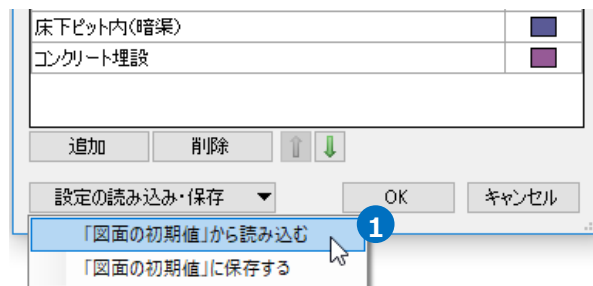 床下ピット内(暗渠)
コンクリート埋設
追加 削除
設定の読み込み・保存 OK キャンセル
「図面の初期値」から読み込む 1
「図面の初期値」に保存する